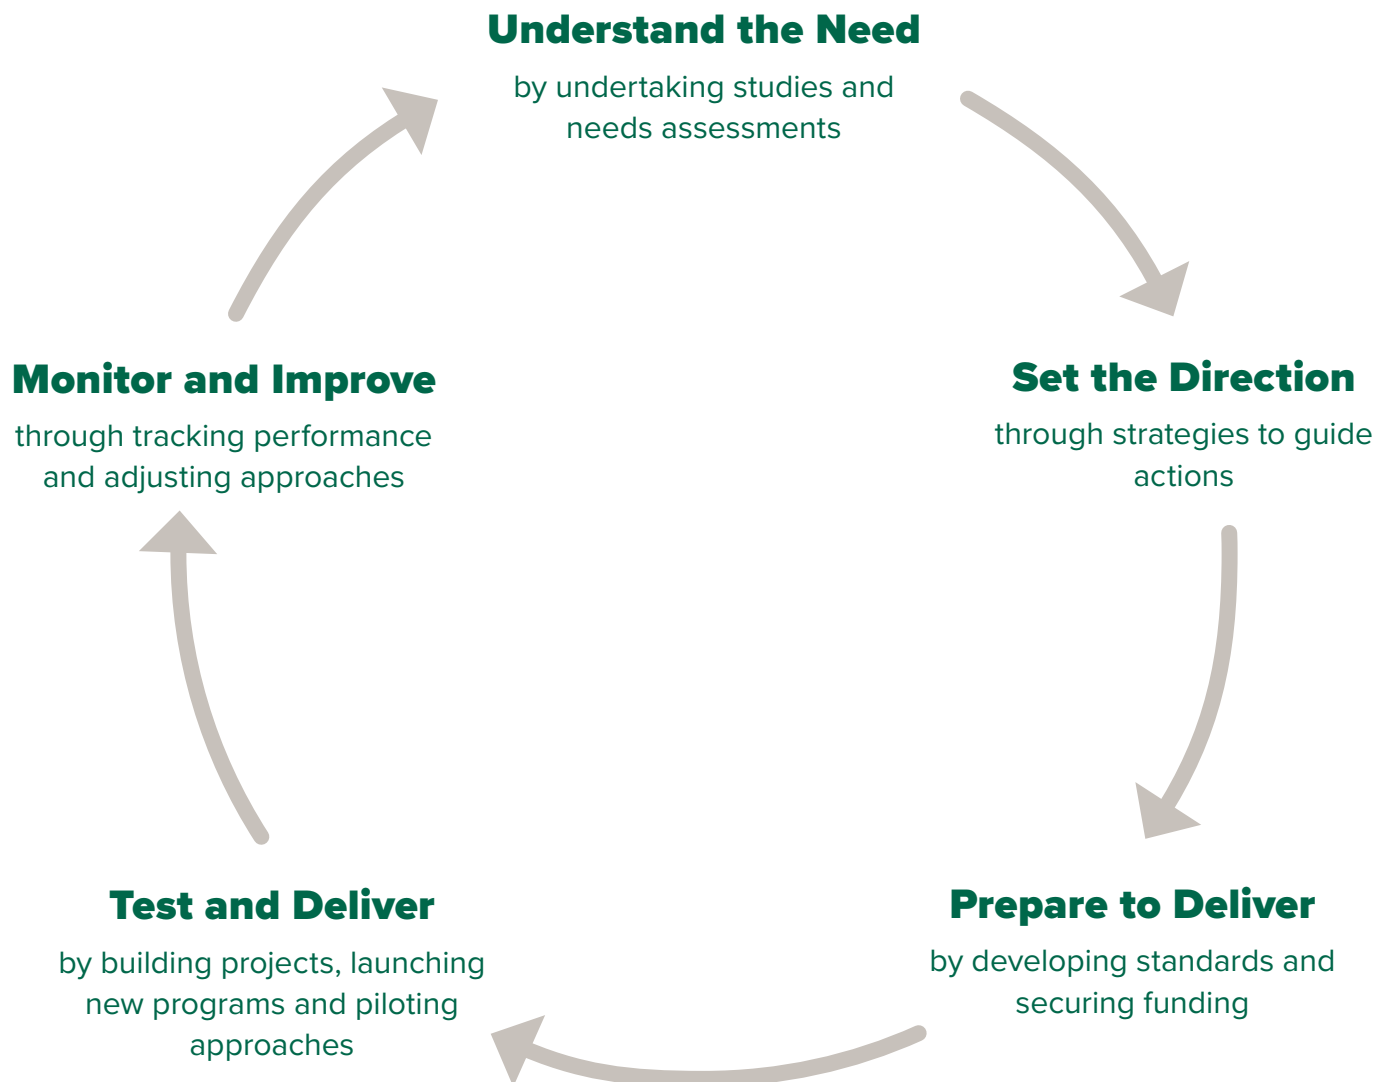 Understand the Need
by undertaking studies and
needs assessments
Set the Direction
through strategies to guide
actions
Prepare to Deliver
by developing standards and
securing funding
Test and Deliver
by building projects, launching
new programs and piloting
approaches
Monitor and Improve
through tracking performance
and adjusting approaches